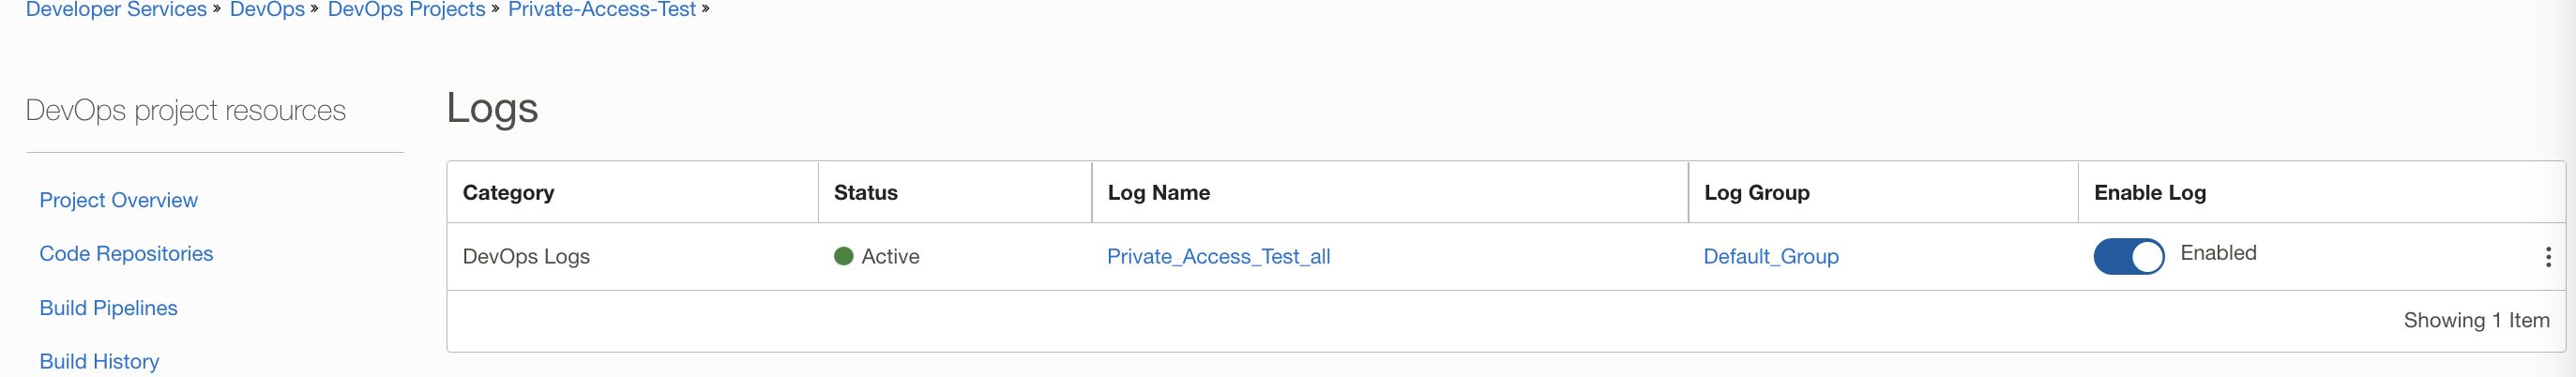 Developer Services » DevOps » DevOps Projects » Private-Access-Test »
DevOps project resources
Project Overview
Code Repositories
Build Pipelines
Build History
Logs
Category Status Log Name Log Group Enable Log
DevOps Logs Active Private_Access_Test_all Default_Group Enabled
Showing 1 Item